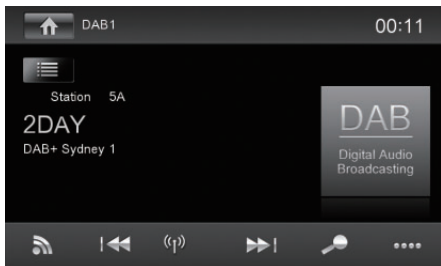 DAB1
00:11
Station 5A
2DAY
DAB+ Sydney 1
DAB
Digital Audio
Broadcasting